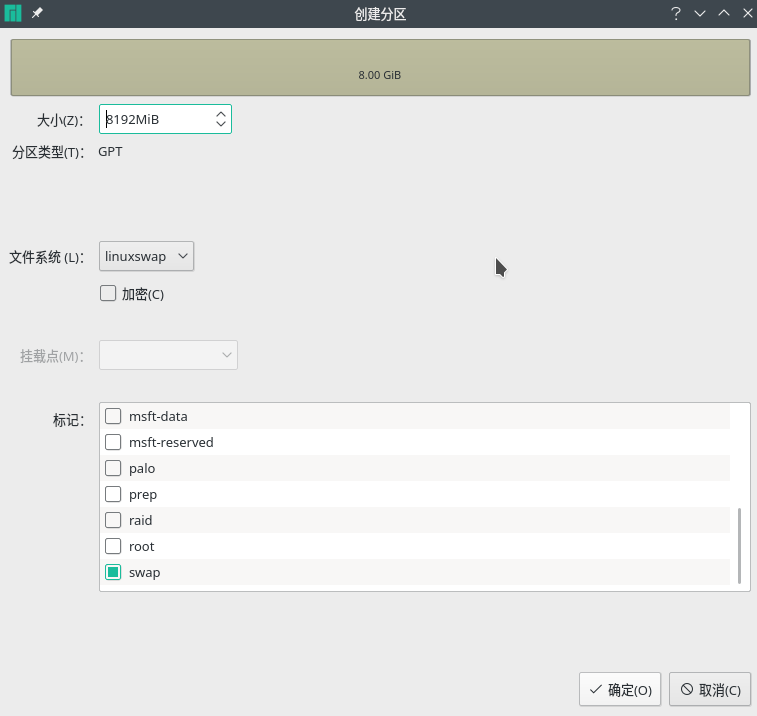 创建分区
8.00 GiB
大小(Z)： 8192MiB
分区类型(T)： GPT
文件系统 (L)： linuxswap
加密(C)
挂载点(M)：
标记：
msft-data
msft-reserved
palo
prep
raid
root
swap
确定(O) 取消(C)